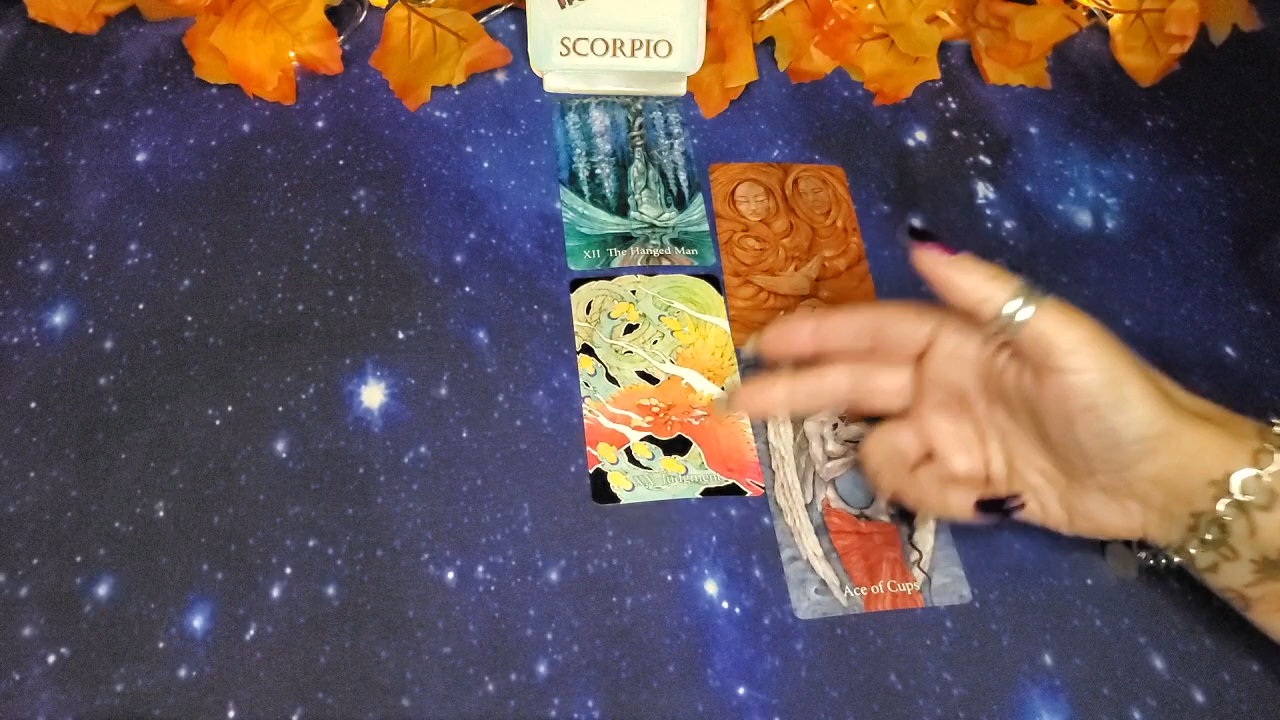 SCORPIO
XII The Hanged Man
XX Judgment
Ace of Cups